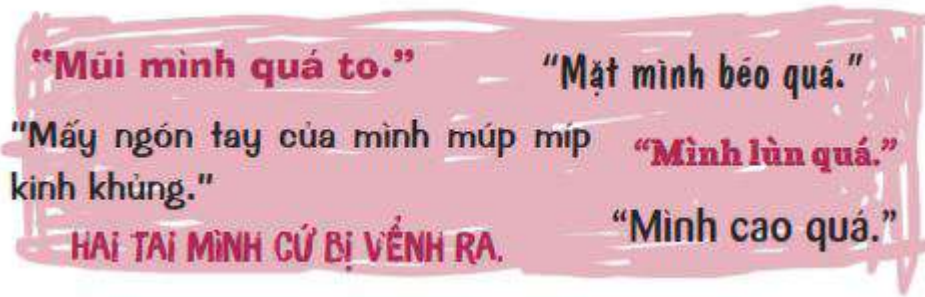 "Mũi mình quá to."
"Mặt mình béo quá."
"Mấy ngón tay của mình múp míp
kinh khủng."
"Mình lùn quá."
HAI TAI MÌNH CỨ BỊ VỂNH RA.
"Mình cao quá."